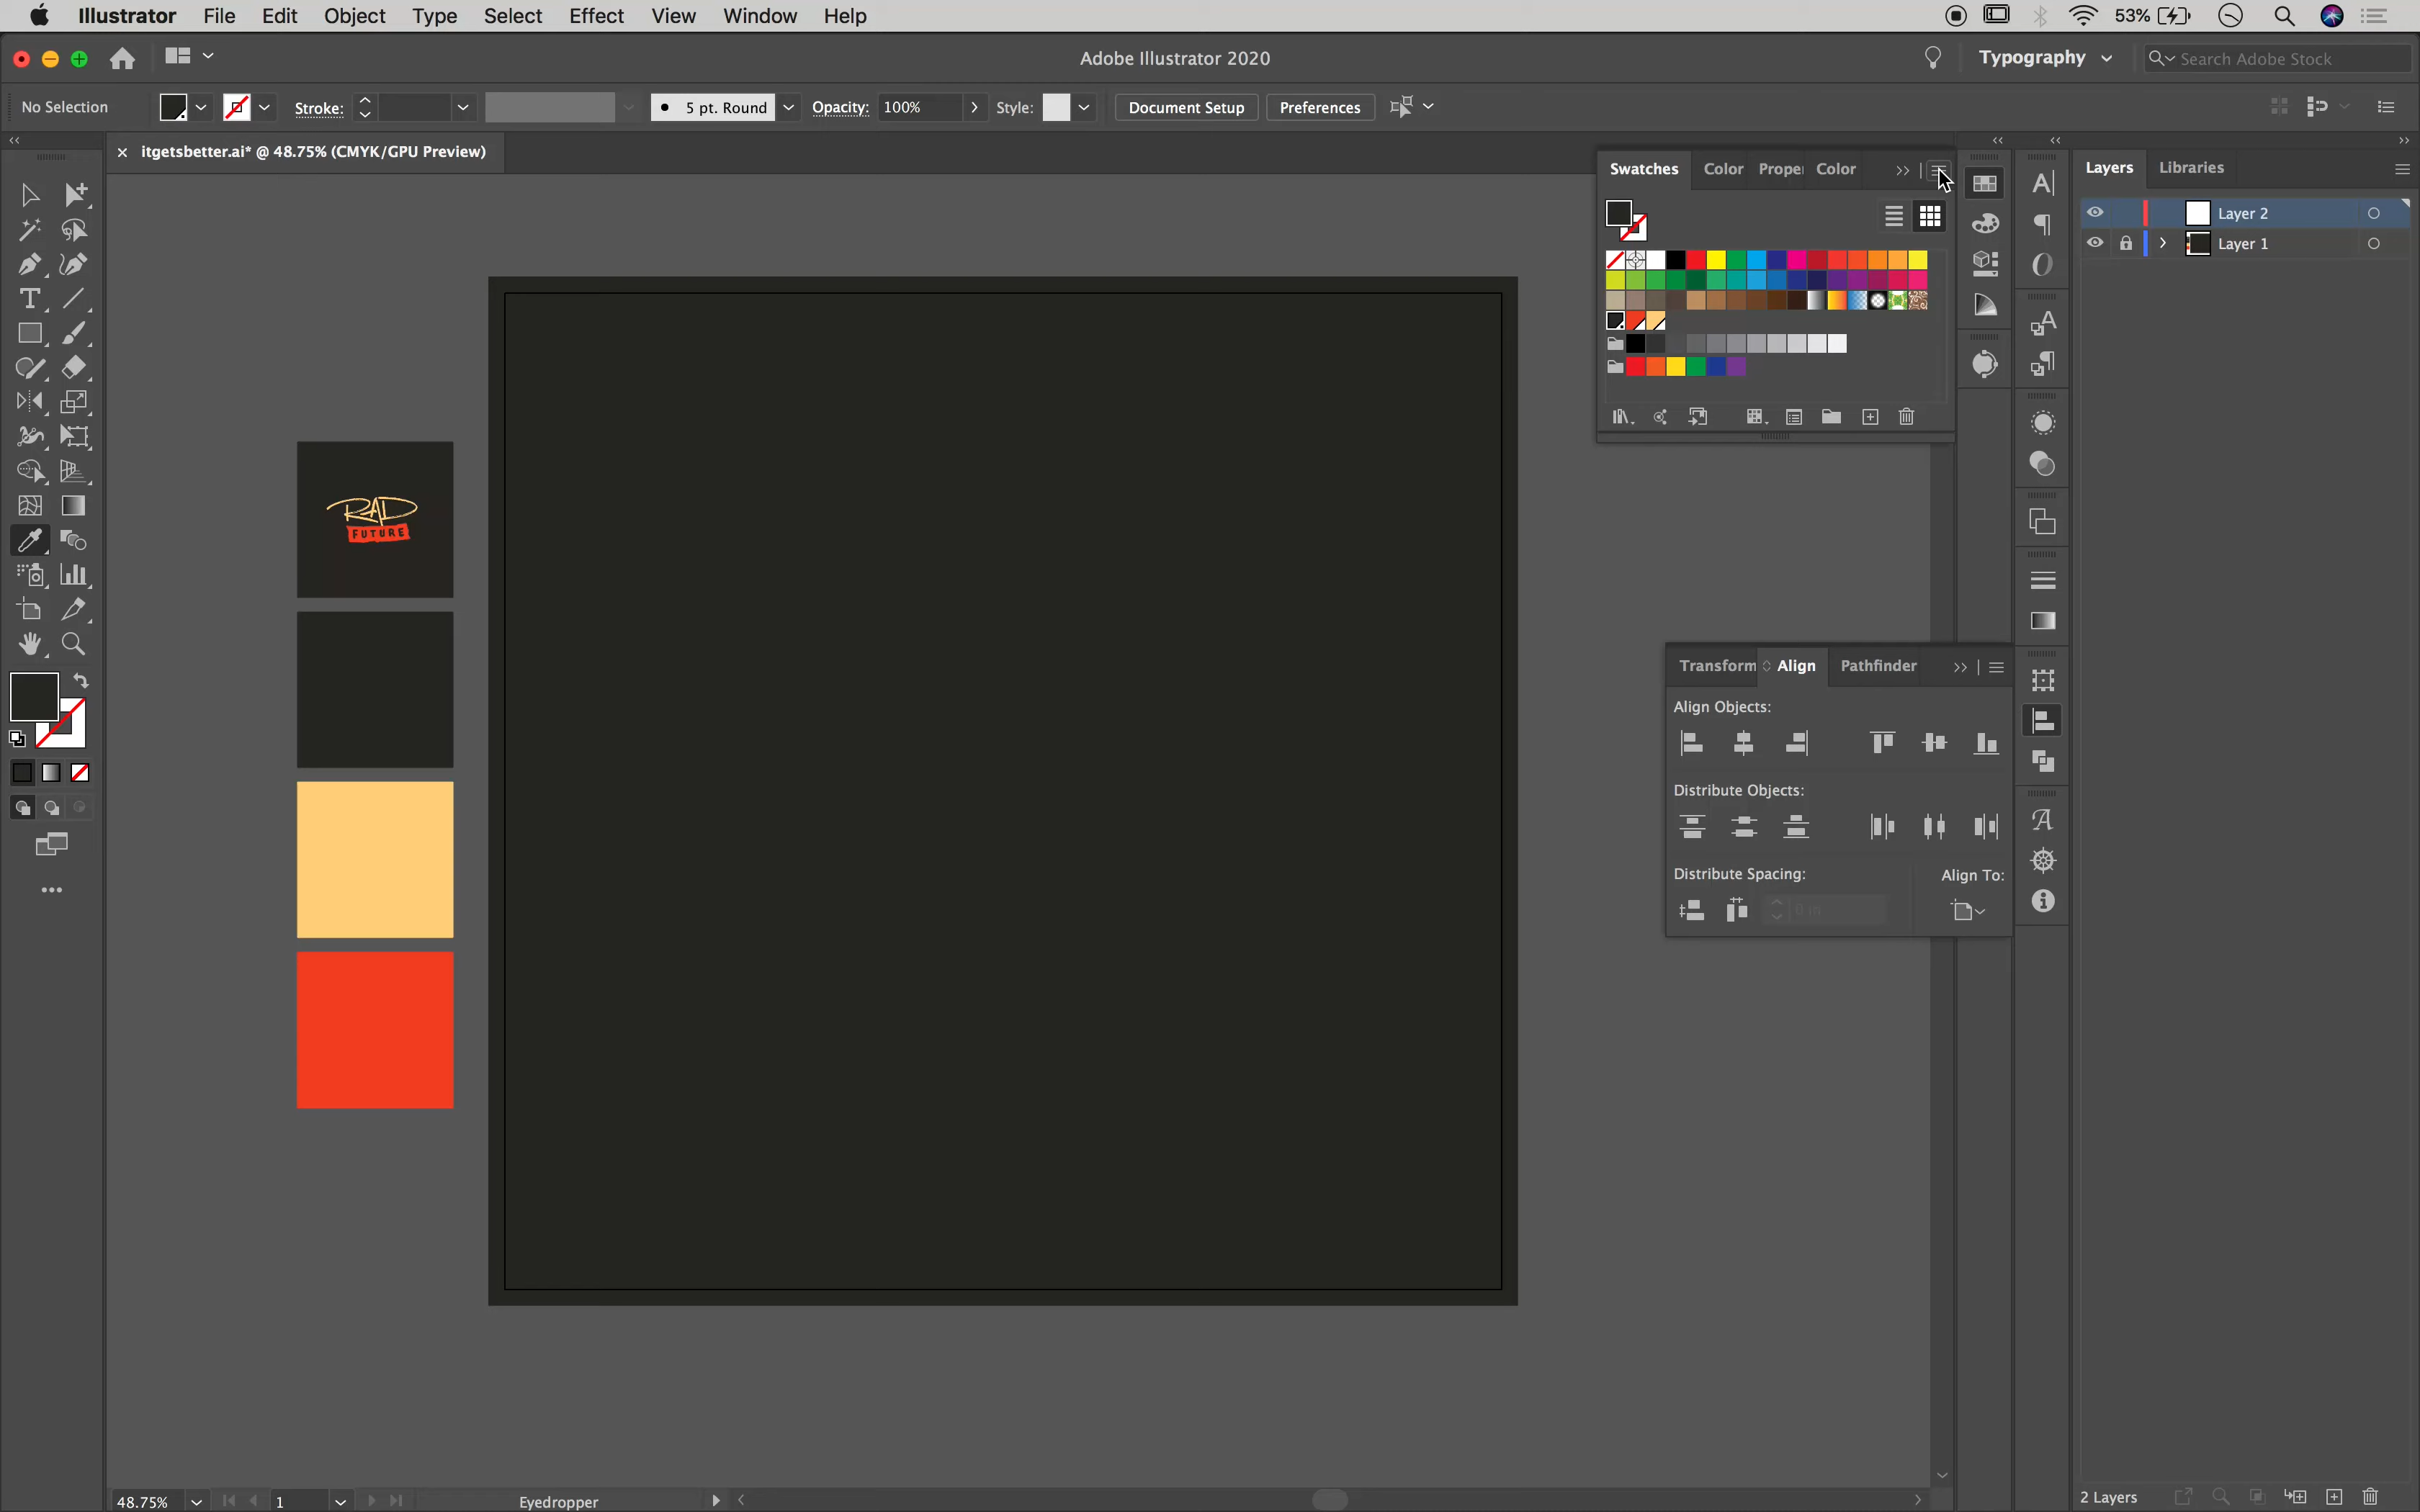 Illustrator File Edit Object Type Select Effect View Window Help
53%
Adobe Illustrator 2020
Typography
Search Adobe Stock
No Selection
Stroke:
5 pt. Round
Opacity: 100%
Style:
Document Setup
Preferences
itgetsbetter.ai* @ 48.75% (CMYK/GPU Preview)
Swatches Color Proper Color
Layers Libraries
Layer 2
Layer 1
RAD
FUTURE
Transform Align Pathfinder
Align Objects:
Distribute Objects:
Distribute Spacing:
Align To:
0 in
48.75%
1
Eyedropper
2 Layers